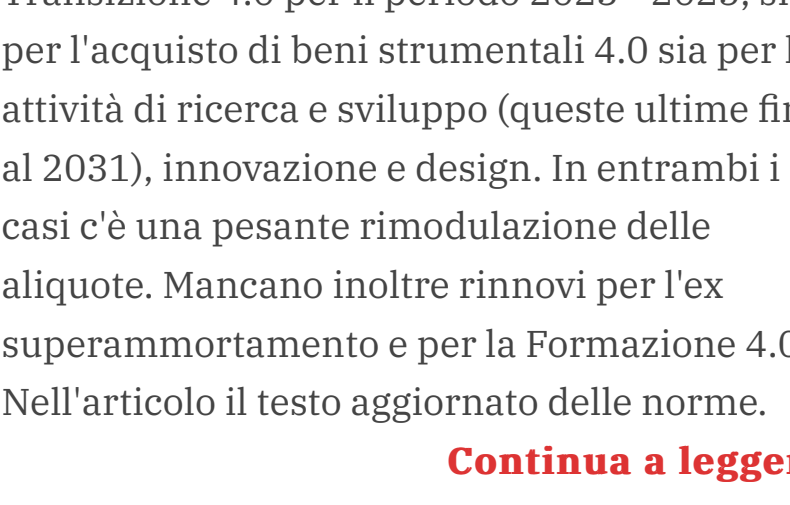 per l'acquisto di beni strumentali 4.0 sia per
attività di ricerca e sviluppo (queste ultime
al 2031), innovazione e design. In entrambi i
casi c'è una pesante rimodulazione delle
aliquote. Mancano inoltre rinnovi per l'ex
superammortamento e per la Formazione 4.0
Nell'articolo il testo aggiornato delle norme.
Continua a